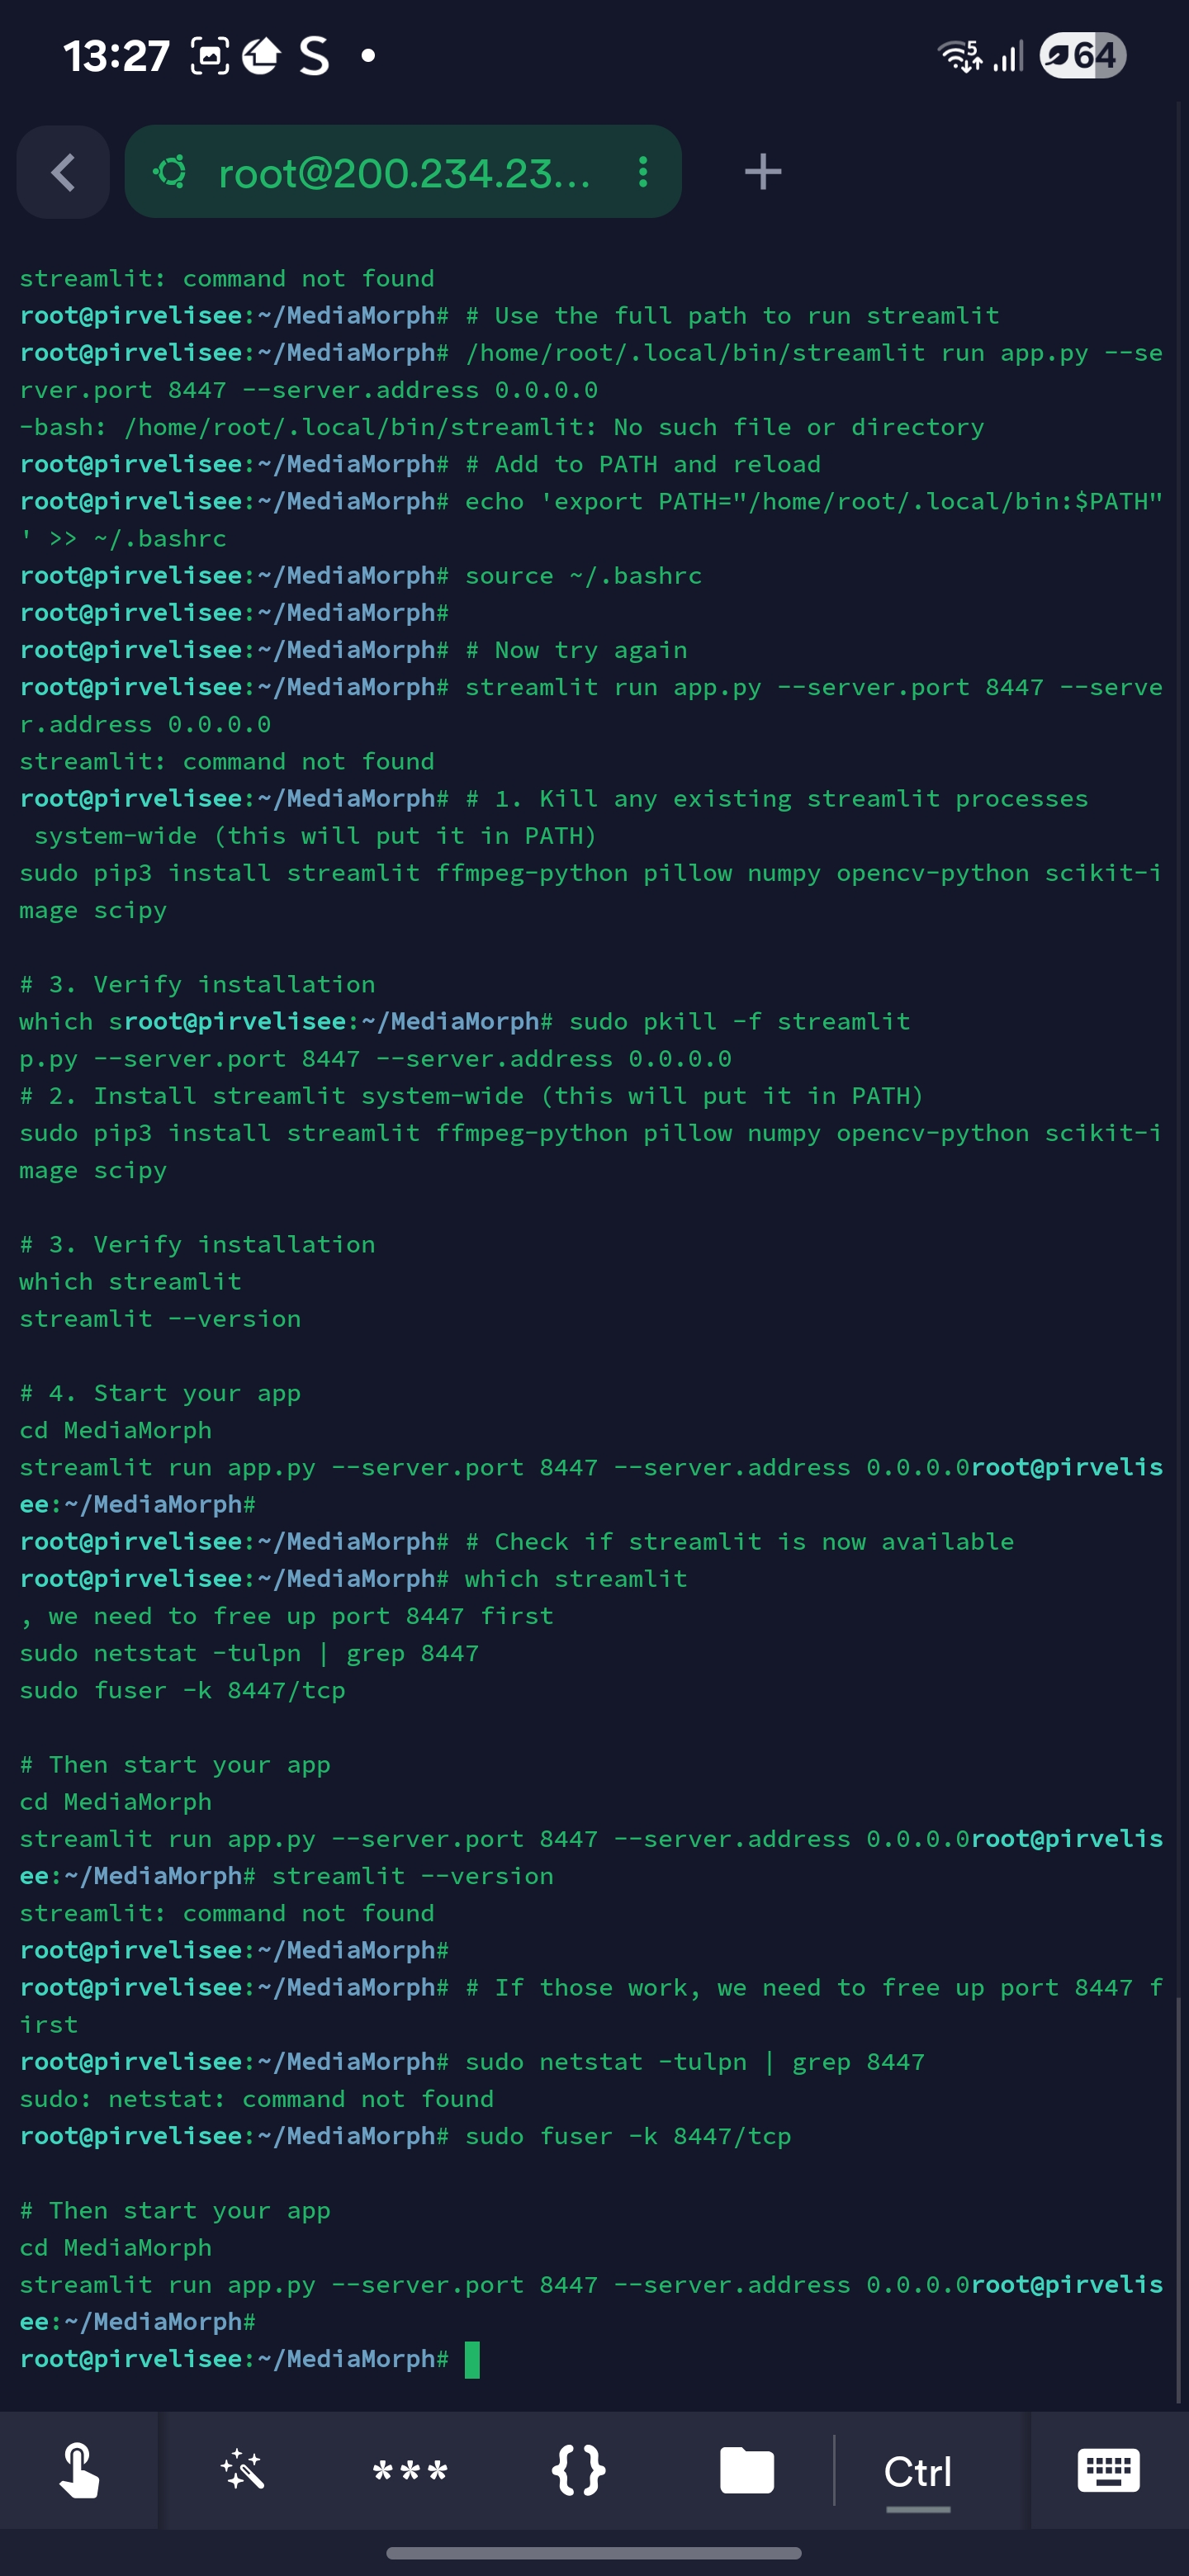 13:27 S 5 64
root@200.234.23...
streamlit: command not found
root@pirvelisee:~/MediaMorph# # Use the full path to run streamlit
root@pirvelisee:~/MediaMorph# /home/root/.local/bin/streamlit run app.py --se
rver.port 8447 --server.address 0.0.0.0
-bash: /home/root/.local/bin/streamlit: No such file or directory
root@pirvelisee:~/MediaMorph# # Add to PATH and reload
root@pirvelisee:~/MediaMorph# echo 'export PATH="/home/root/.local/bin:$PATH"
' >> ~/.bashrc
root@pirvelisee:~/MediaMorph# source ~/.bashrc
root@pirvelisee:~/MediaMorph#
root@pirvelisee:~/MediaMorph# # Now try again
root@pirvelisee:~/MediaMorph# streamlit run app.py --server.port 8447 --serve
r.address 0.0.0.0
streamlit: command not found
root@pirvelisee:~/MediaMorph# # 1. Kill any existing streamlit processes
 system-wide (this will put it in PATH)
sudo pip3 install streamlit ffmpeg-python pillow numpy opencv-python scikit-i
mage scipy

# 3. Verify installation
which sroot@pirvelisee:~/MediaMorph# sudo pkill -f streamlit
p.py --server.port 8447 --server.address 0.0.0.0
# 2. Install streamlit system-wide (this will put it in PATH)
sudo pip3 install streamlit ffmpeg-python pillow numpy opencv-python scikit-i
mage scipy

# 3. Verify installation
which streamlit
streamlit --version

# 4. Start your app
cd MediaMorph
streamlit run app.py --server.port 8447 --server.address 0.0.0.0root@pirvelis
ee:~/MediaMorph#
root@pirvelisee:~/MediaMorph# # Check if streamlit is now available
root@pirvelisee:~/MediaMorph# which streamlit
, we need to free up port 8447 first
sudo netstat -tulpn | grep 8447
sudo fuser -k 8447/tcp

# Then start your app
cd MediaMorph
streamlit run app.py --server.port 8447 --server.address 0.0.0.0root@pirvelis
ee:~/MediaMorph# streamlit --version
streamlit: command not found
root@pirvelisee:~/MediaMorph#
root@pirvelisee:~/MediaMorph# # If those work, we need to free up port 8447 f
irst
root@pirvelisee:~/MediaMorph# sudo netstat -tulpn | grep 8447
sudo: netstat: command not found
root@pirvelisee:~/MediaMorph# sudo fuser -k 8447/tcp

# Then start your app
cd MediaMorph
streamlit run app.py --server.port 8447 --server.address 0.0.0.0root@pirvelis
ee:~/MediaMorph#
root@pirvelisee:~/MediaMorph#
*** {} Ctrl